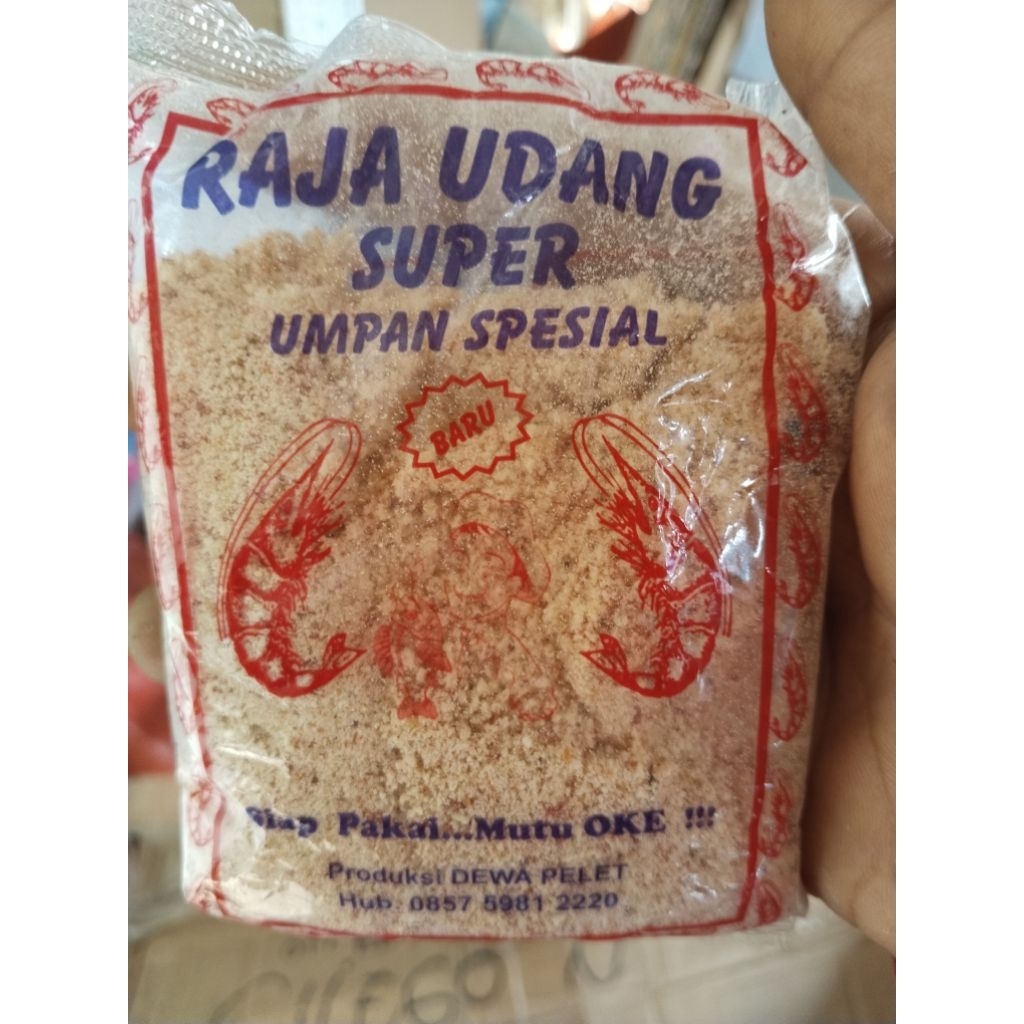 RAJA UDANG
SUPER
UMPAN SPESIAL
BARU
Siap Pakai...Mutu OKE !!!
Produksi DEWA PELET
Hub. 0857 5981 2220